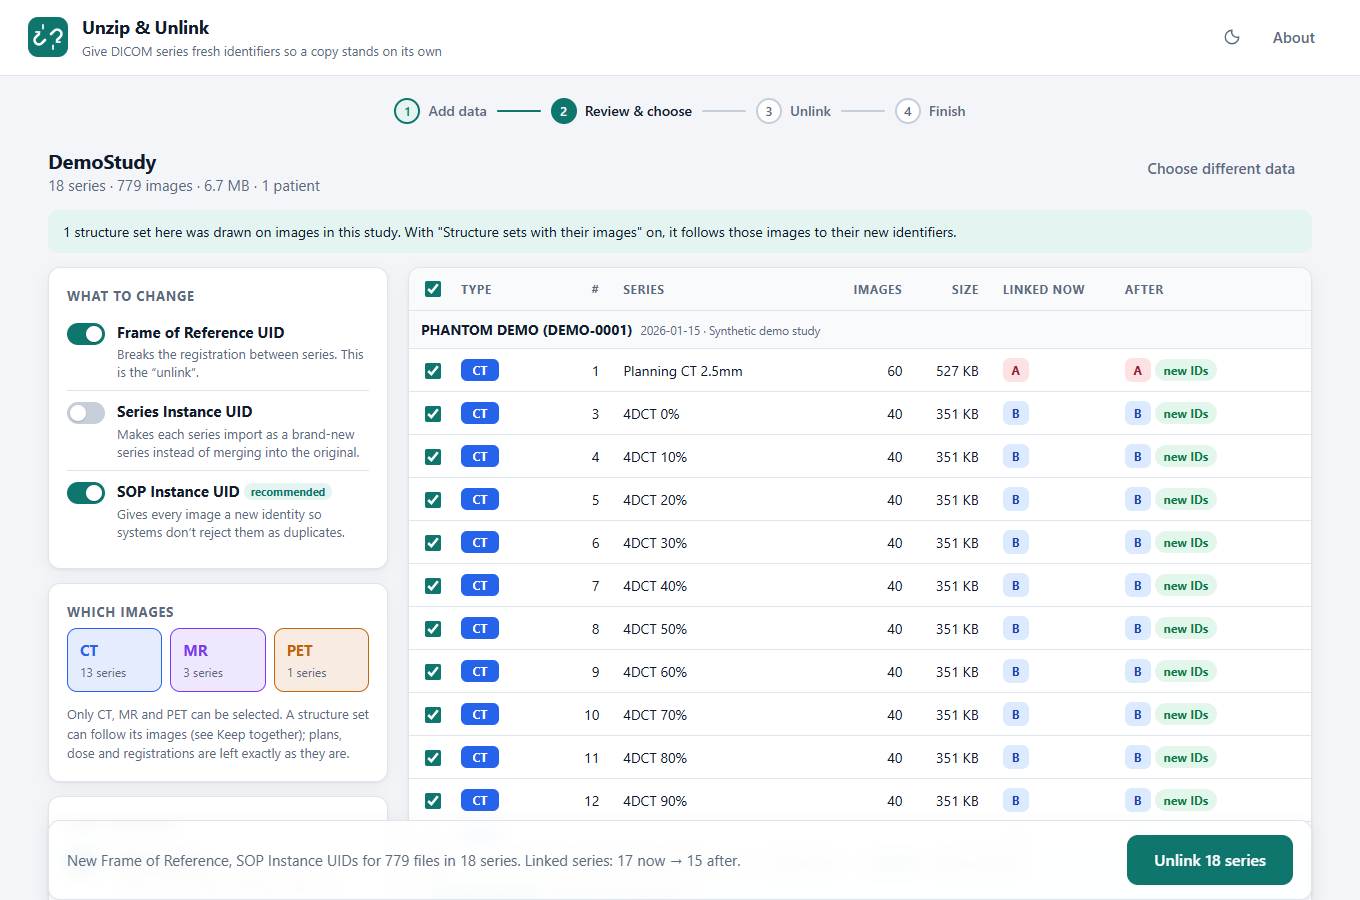 Unzip & Unlink
Give DICOM series fresh identifiers so a copy stands on its own
About
1 Add data
2 Review & choose
3 Unlink
4 Finish
DemoStudy
18 series · 779 images · 6.7 MB · 1 patient
Choose different data
1 structure set here was drawn on images in this study. With "Structure sets with their images" on, it follows those images to their new identifiers.
WHAT TO CHANGE
Frame of Reference UID
Breaks the registration between series. This
is the “unlink”.
Series Instance UID
Makes each series import as a brand-new
series instead of merging into the original.
SOP Instance UID recommended
Gives every image a new identity so
systems don’t reject them as duplicates.
WHICH IMAGES
CT
13 series
MR
3 series
PET
1 series
Only CT, MR and PET can be selected. A structure set
can follow its images (see Keep together); plans,
dose and registrations are left exactly as they are.
TYPE # SERIES IMAGES SIZE LINKED NOW AFTER
PHANTOM DEMO (DEMO-0001) 2026-01-15 · Synthetic demo study
CT 1 Planning CT 2.5mm 60 527 KB A A new IDs
CT 3 4DCT 0% 40 351 KB B B new IDs
CT 4 4DCT 10% 40 351 KB B B new IDs
CT 5 4DCT 20% 40 351 KB B B new IDs
CT 6 4DCT 30% 40 351 KB B B new IDs
CT 7 4DCT 40% 40 351 KB B B new IDs
CT 8 4DCT 50% 40 351 KB B B new IDs
CT 9 4DCT 60% 40 351 KB B B new IDs
CT 10 4DCT 70% 40 351 KB B B new IDs
CT 11 4DCT 80% 40 351 KB B B new IDs
CT 12 4DCT 90% 40 351 KB B B new IDs
New Frame of Reference, SOP Instance UIDs for 779 files in 18 series. Linked series: 17 now → 15 after.
Unlink 18 series